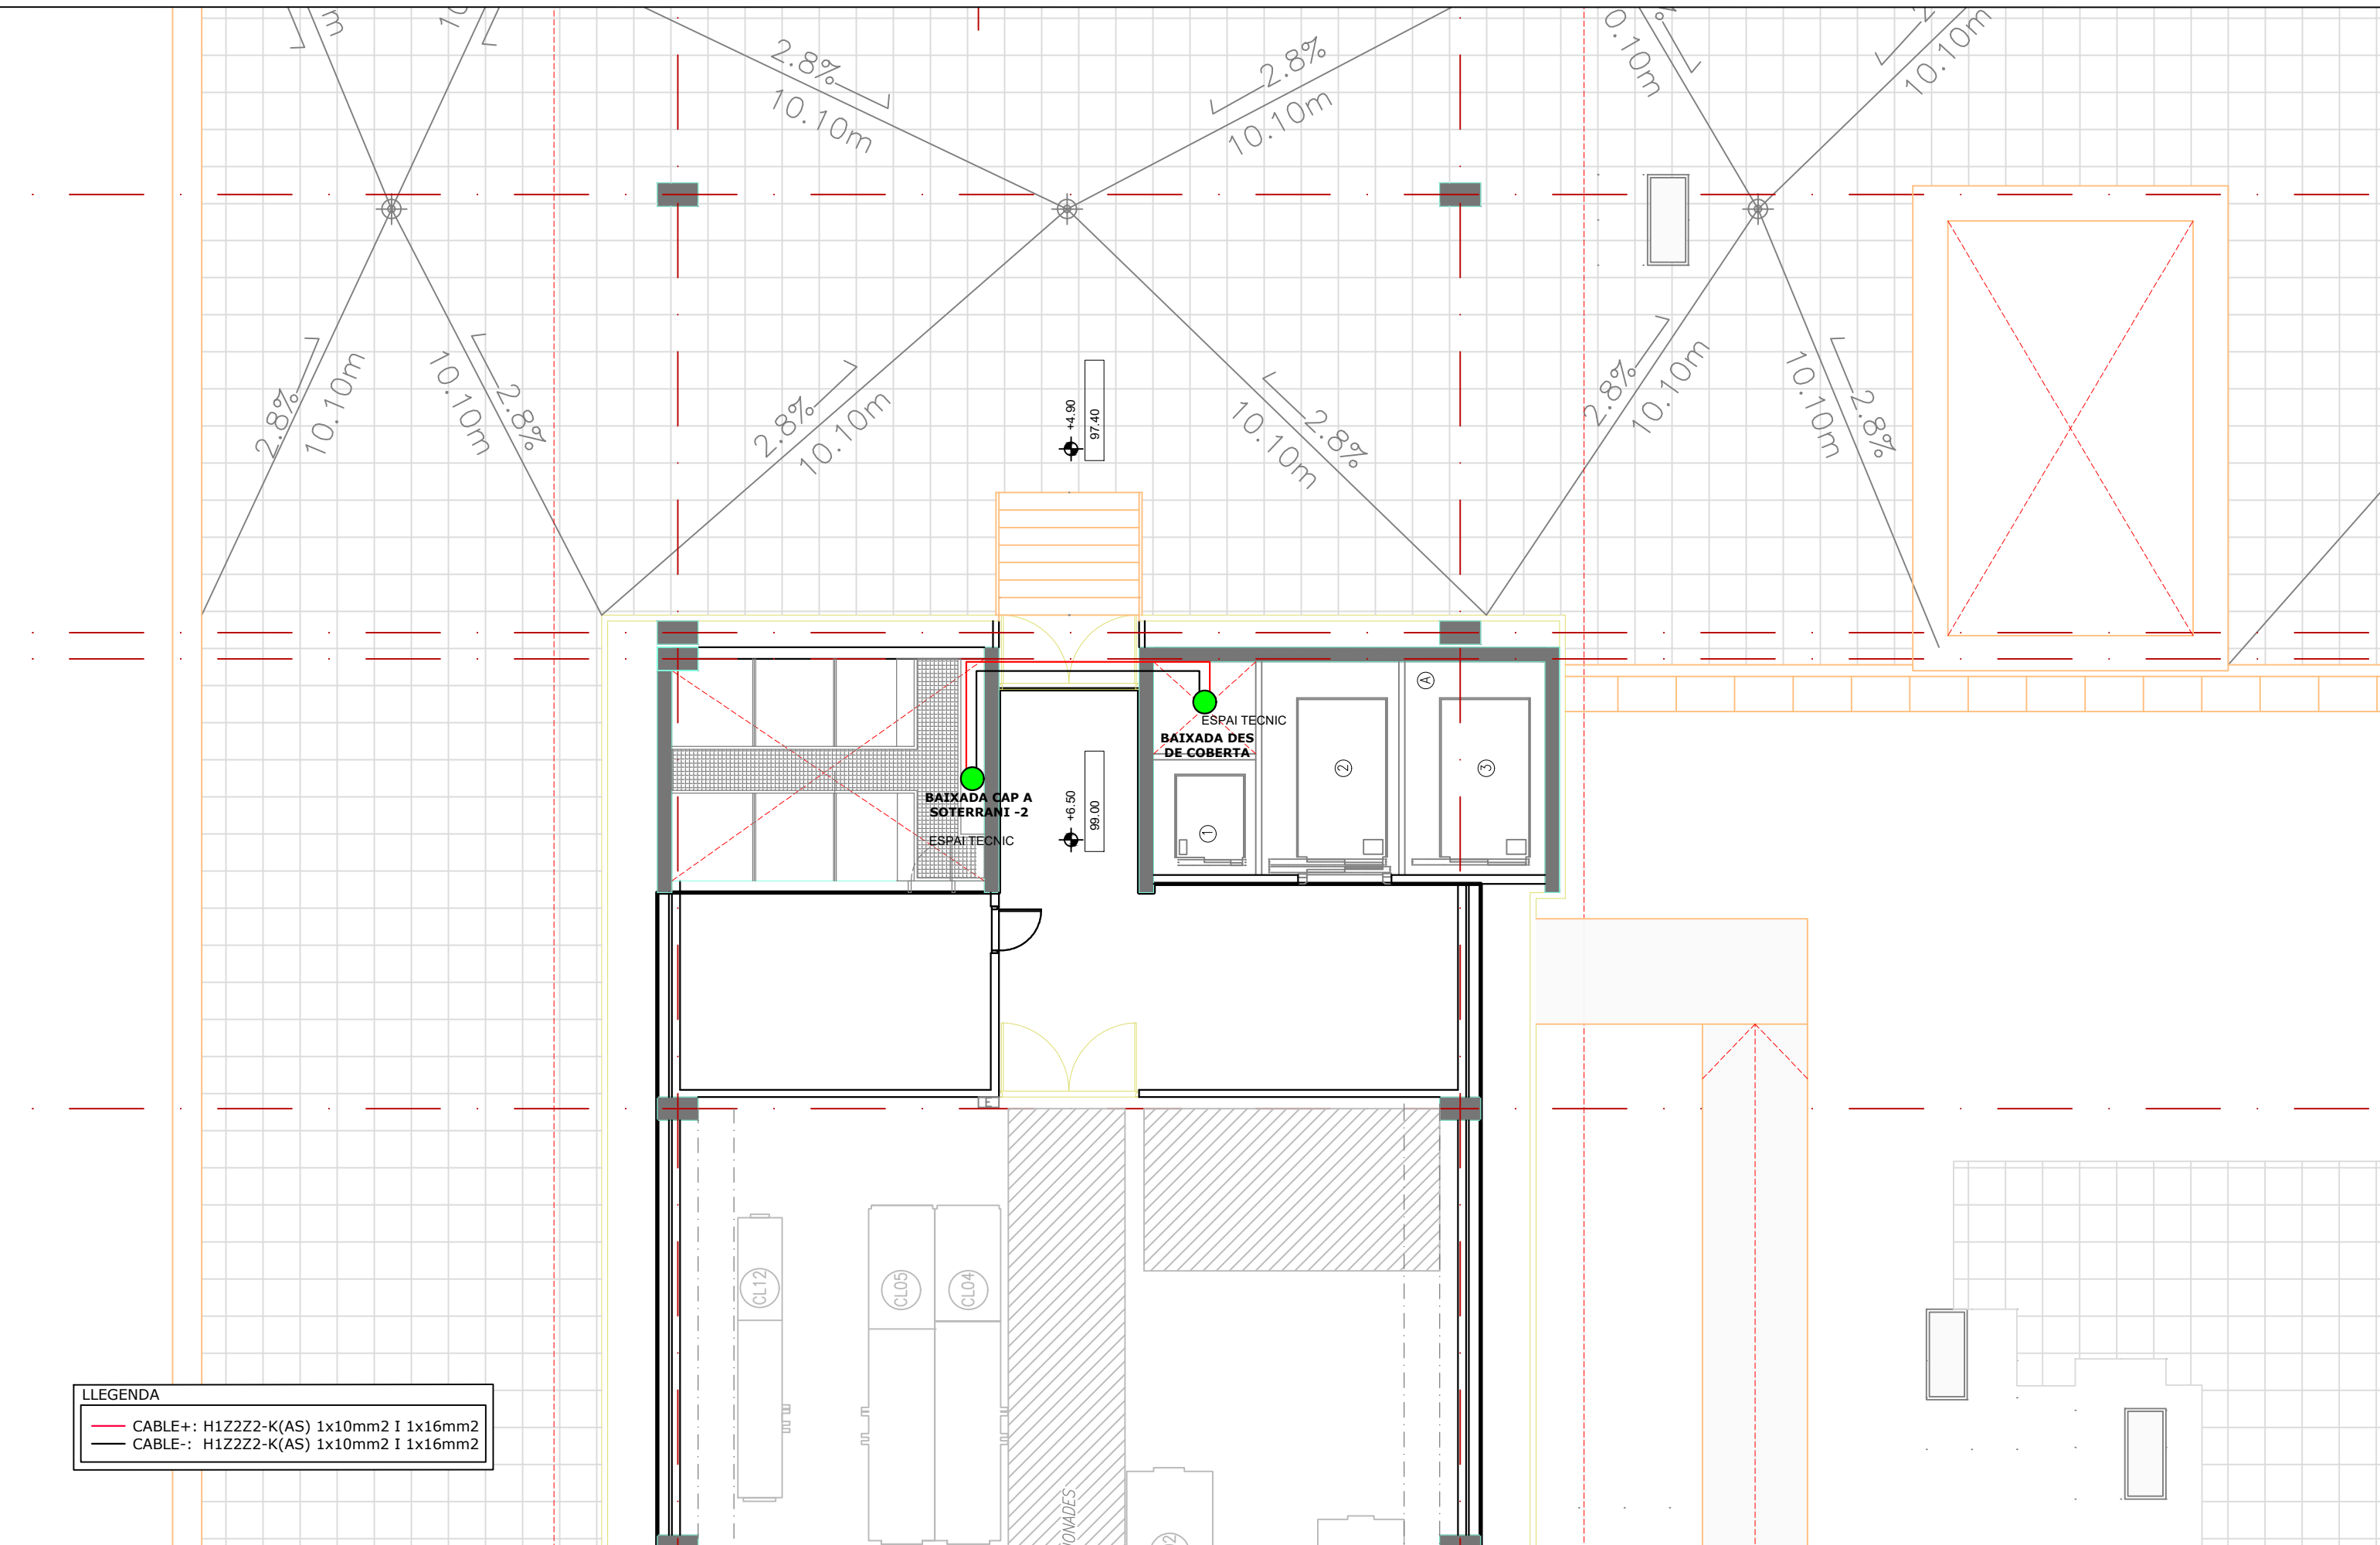 2.8%
10.10m
2.8%
10.10m
10.10m
2.8%
10.10m
10.10m
2.8%
2.8%
10.10m
10.10m
2.8%
2.8%
10.10m
10.10m
2.8%
+4.90
97.40
ESPAI TECNIC
BAIXADA DES
DE COBERTA
A
BAIXADA CAP A
SOTERRANI -2
ESPAI TECNIC
+6.50
99.00
1
2
3
E
CL12
CL05
CL04
LLEGENDA
CABLE+: H1Z2Z2-K(AS) 1x10mm2 I 1x16mm2
CABLE-: H1Z2Z2-K(AS) 1x10mm2 I 1x16mm2